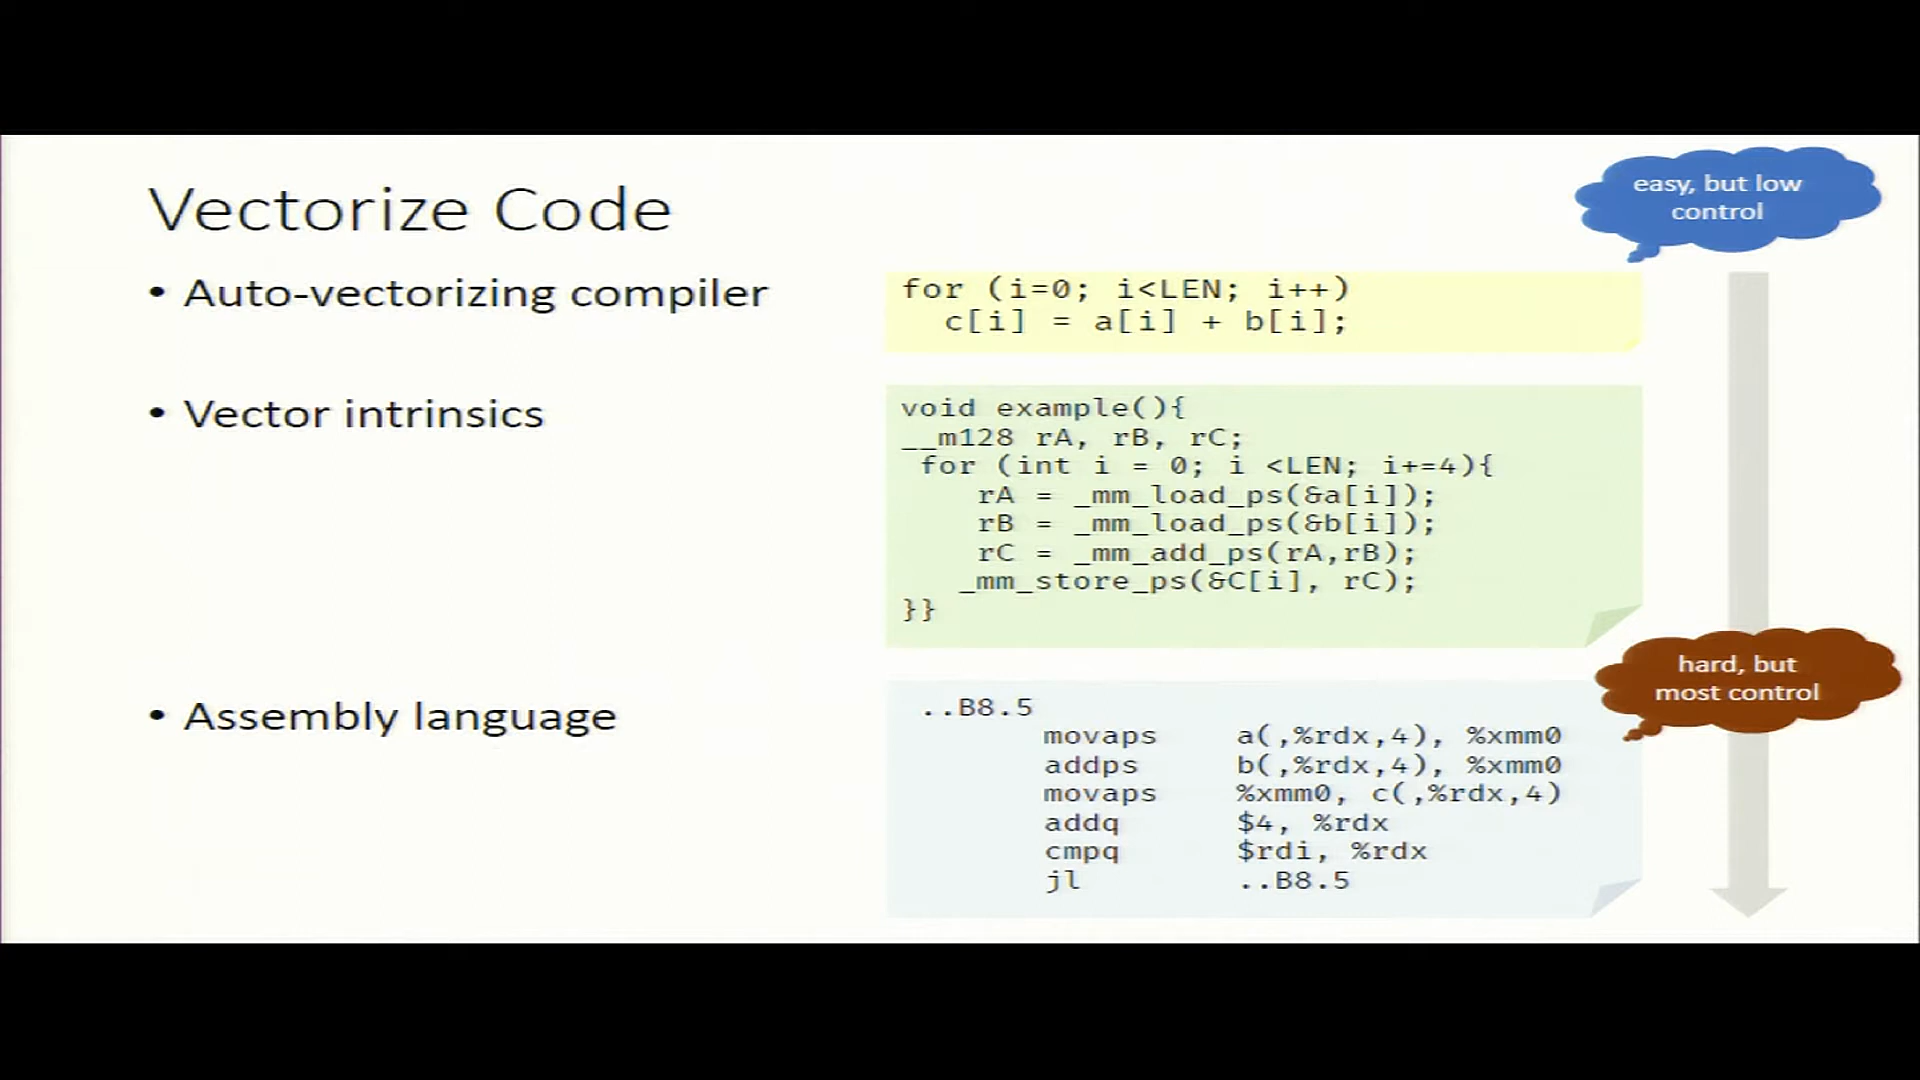 Vectorize Code
easy, but low
control
• Auto-vectorizing compiler
for (i=0; i<LEN; i++)
c[i] = a[i] + b[i];
• Vector intrinsics
void example(){
__m128 rA, rB, rC;
for (int i = 0; i <LEN; i+=4){
rA = _mm_load_ps(&a[i]);
rB = _mm_load_ps(&b[i]);
rC = _mm_add_ps(rA,rB);
_mm_store_ps(&C[i], rC);
}}
hard, but
most control
• Assembly language
..B8.5
movaps a(,%rdx,4), %xmm0
addps b(,%rdx,4), %xmm0
movaps %xmm0, c(,%rdx,4)
addq $4, %rdx
cmpq $rdi, %rdx
jl ..B8.5